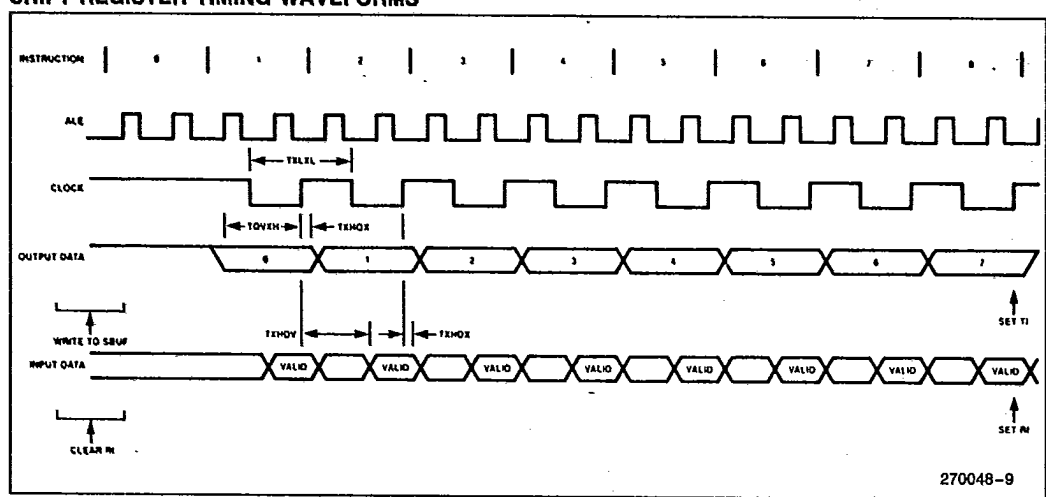 SHIFT REGISTER TIMING WAVEFORMS
INSTRUCTION | 0 | 1 | 2 | 3 | 4 | 5 | 6 | 7 | 8 |
ALE
TXLXL
CLOCK
TQVXH TXHQX
OUTPUT DATA 0 1 2 3 4 5 6 7
WRITE TO SBUF
TXHDV TXHDX
SET TI
INPUT DATA VALID VALID VALID VALID VALID VALID VALID VALID
CLEAR RI
SET RI
270048-9